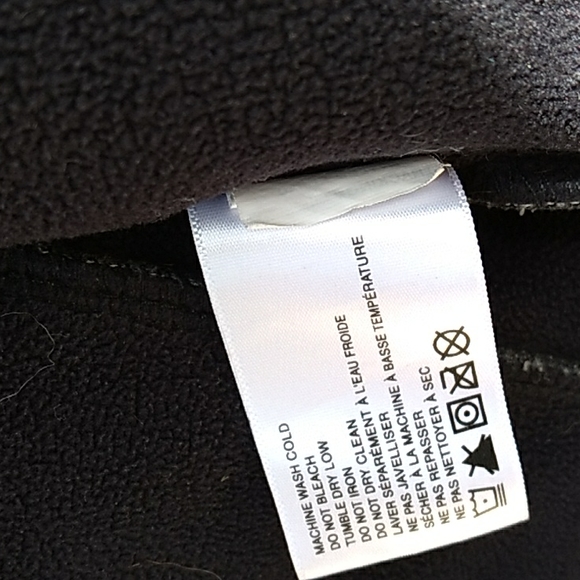 MACHINE WASH COLD
DO NOT BLEACH
TUMBLE DRY LOW
DO NOT IRON
DO NOT DRY CLEAN
LAVER SÉPARÉMENT À L'EAU FROIDE
NE PAS JAVELLISER
SÉCHER À LA MACHINE À BASSE TEMPÉRATURE
NE PAS REPASSER
NE PAS NETTOYER À SEC